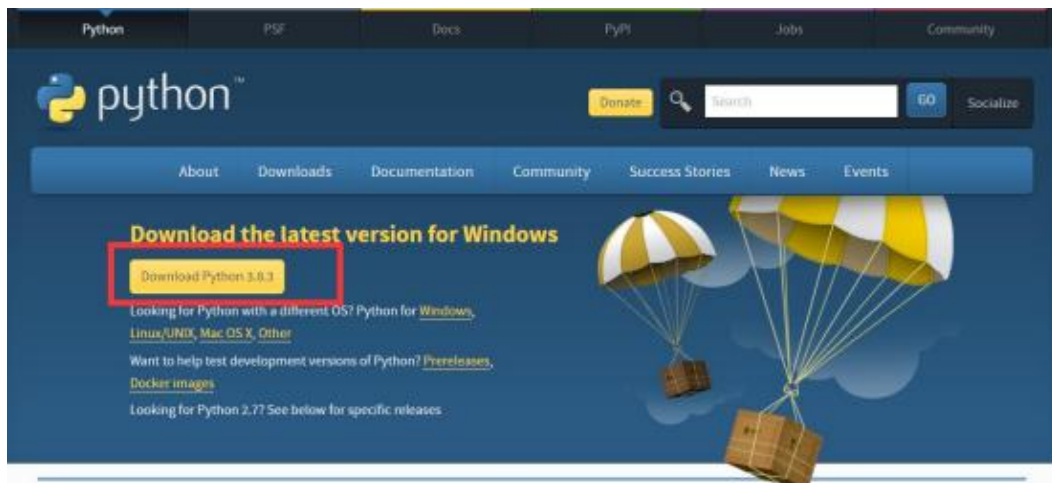 Python PSF Docs PyPI Jobs Community
python™
Donate Search GO Socialize
About Downloads Documentation Community Success Stories News Events
Download the latest version for Windows
Download Python 3.8.3
Looking for Python with a different OS? Python for Windows,
Linux/UNIX, Mac OS X, Other
Want to help test development versions of Python? Prereleases,
Docker images
Looking for Python 2.7? See below for specific releases